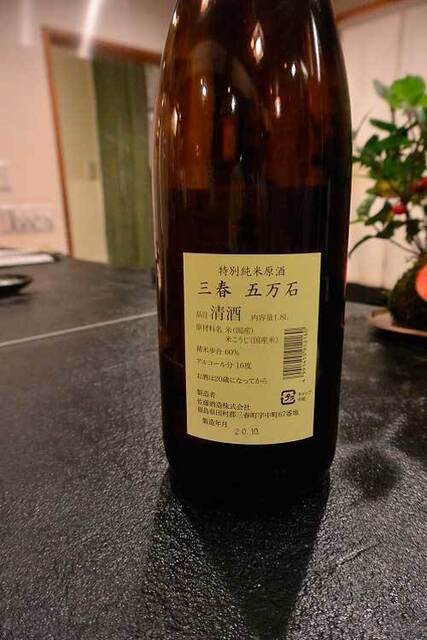 特別純米原酒
三春 五万石
品目 清酒 内容量1.8L
原材料名 米(国産)
米こうじ(国産米)
精米歩合 60%
アルコール分 16度
お酒は20歳になってから
製造者
佐藤酒造株式会社
福島県田村郡三春町字中町67番地
製造年月
20.10.